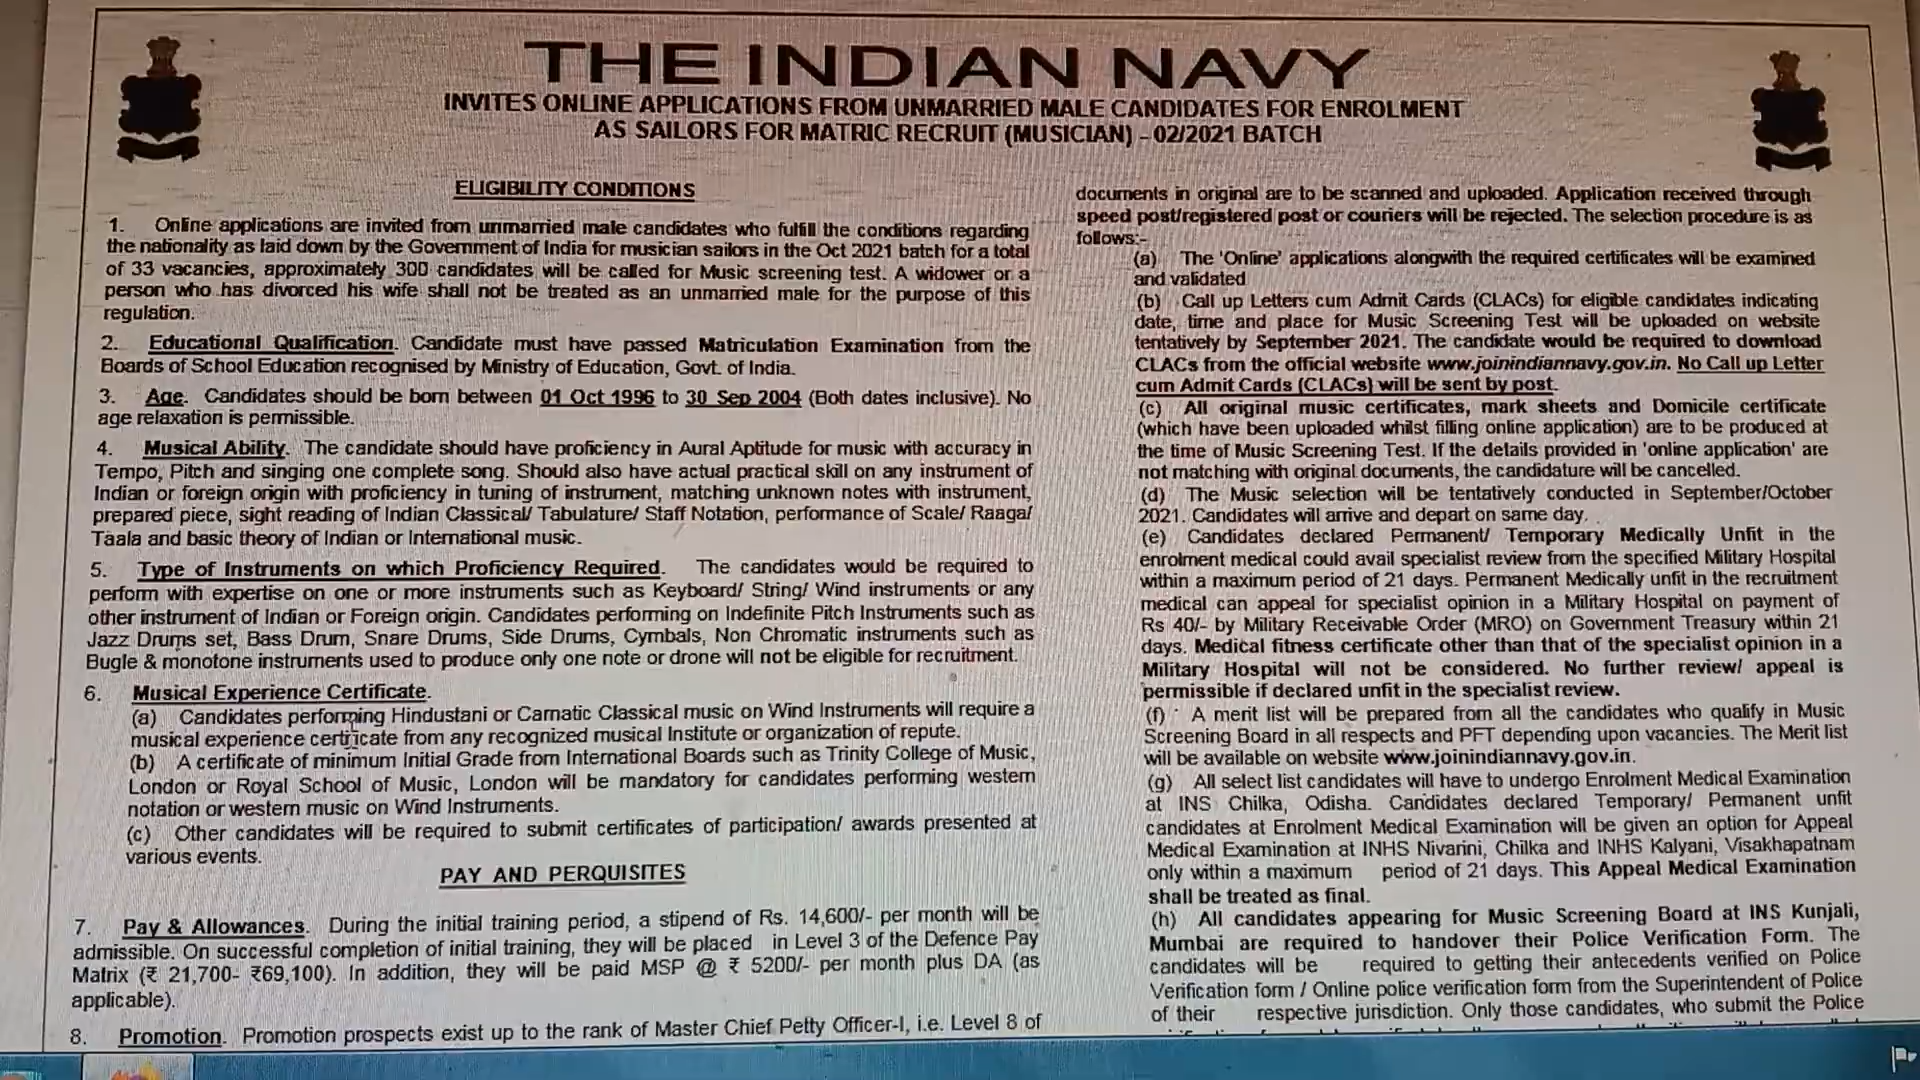 THE INDIAN NAVY
INVITES ONLINE APPLICATIONS FROM UNMARRIED MALE CANDIDATES FOR ENROLMENT
AS SAILORS FOR MATRIC RECRUIT (MUSICIAN) – 02/2021 BATCH
ELIGIBILITY CONDITIONS
1. Online applications are invited from unmarried male candidates who fulfill the conditions regarding
the nationality as laid down by the Government of India for musician sailors in the Oct 2021 batch for a total
of 33 vacancies, approximately 300 candidates will be called for Music screening test. A widower or a
person who has divorced his wife shall not be treated as an unmarried male for the purpose of this
regulation.
2. Educational Qualification. Candidate must have passed Matriculation Examination from the
Boards of School Education recognised by Ministry of Education, Govt. of India.
3. Age. Candidates should be born between 01 Oct 1996 to 30 Sep 2004 (Both dates inclusive). No
age relaxation is permissible.
4. Musical Ability. The candidate should have proficiency in Aural Aptitude for music with accuracy in
Tempo, Pitch and singing one complete song. Should also have actual practical skill on any instrument of
Indian or foreign origin with proficiency in tuning of instrument, matching unknown notes with instrument,
prepared piece, sight reading of Indian Classical/ Tabulature/ Staff Notation, performance of Scale/ Raaga/
Taala and basic theory of Indian or International music.
5. Type of Instruments on which Proficiency Required. The candidates would be required to
perform with expertise on one or more instruments such as Keyboard/ String/ Wind instruments or any
other instrument of Indian or Foreign origin. Candidates performing on Indefinite Pitch Instruments such as
Jazz Drums set, Bass Drum, Snare Drums, Side Drums, Cymbals, Non Chromatic instruments such as
Bugle & monotone instruments used to produce only one note or drone will not be eligible for recruitment.
6. Musical Experience Certificate.
(a) Candidates performing Hindustani or Carnatic Classical music on Wind Instruments will require a
musical experience certificate from any recognized musical Institute or organization of repute.
(b) A certificate of minimum Initial Grade from International Boards such as Trinity College of Music,
London or Royal School of Music, London will be mandatory for candidates performing western
notation or western music on Wind Instruments.
(c) Other candidates will be required to submit certificates of participation/ awards presented at
various events.
PAY AND PERQUISITES
7. Pay & Allowances. During the initial training period, a stipend of Rs. 14,600/- per month will be
admissible. On successful completion of initial training, they will be placed in Level 3 of the Defence Pay
Matrix (₹ 21,700- ₹69,100). In addition, they will be paid MSP @ ₹ 5200/- per month plus DA (as
applicable).
8. Promotion. Promotion prospects exist up to the rank of Master Chief Petty Officer-I, i.e. Level 8 of
documents in original are to be scanned and uploaded. Application received through
speed post/registered post or couriers will be rejected. The selection procedure is as
follows:-
(a) The 'Online' applications alongwith the required certificates will be examined
and validated
(b) Call up Letters cum Admit Cards (CLACs) for eligible candidates indicating
date, time and place for Music Screening Test will be uploaded on website
tentatively by September 2021. The candidate would be required to download
CLACs from the official website www.joinindiannavy.gov.in. No Call up Letter
cum Admit Cards (CLACs) will be sent by post.
(c) All original music certificates, mark sheets and Domicile certificate
(which have been uploaded whilst filling online application) are to be produced at
the time of Music Screening Test. If the details provided in 'online application' are
not matching with original documents, the candidature will be cancelled.
(d) The Music selection will be tentatively conducted in September/October
2021. Candidates will arrive and depart on same day.
(e) Candidates declared Permanent/ Temporary Medically Unfit in the
enrolment medical could avail specialist review from the specified Military Hospital
within a maximum period of 21 days. Permanent Medically unfit in the recruitment
medical can appeal for specialist opinion in a Military Hospital on payment of
Rs 40/- by Military Receivable Order (MRO) on Government Treasury within 21
days. Medical fitness certificate other than that of the specialist opinion in a
Military Hospital will not be considered. No further review/ appeal is
permissible if declared unfit in the specialist review.
(f) A merit list will be prepared from all the candidates who qualify in Music
Screening Board in all respects and PFT depending upon vacancies. The Merit list
will be available on website www.joinindiannavy.gov.in.
(g) All select list candidates will have to undergo Enrolment Medical Examination
at INS Chilka, Odisha. Candidates declared Temporary/ Permanent unfit
candidates at Enrolment Medical Examination will be given an option for Appeal
Medical Examination at INHS Nivarini, Chilka and INHS Kalyani, Visakhapatnam
only within a maximum period of 21 days. This Appeal Medical Examination
shall be treated as final.
(h) All candidates appearing for Music Screening Board at INS Kunjali,
Mumbai are required to handover their Police Verification Form. The
candidates will be required to getting their antecedents verified on Police
Verification form / Online police verification form from the Superintendent of Police
of their respective jurisdiction. Only those candidates, who submit the Police